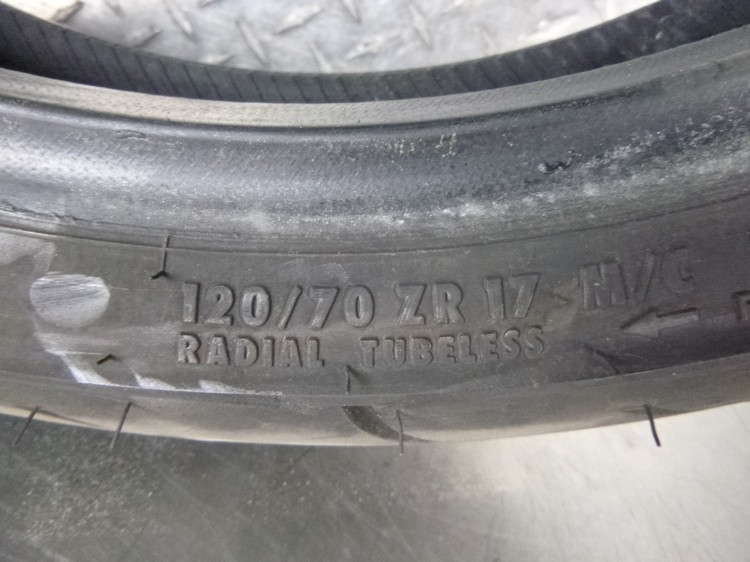 120/70 ZR 17 M/C
RADIAL TUBELESS